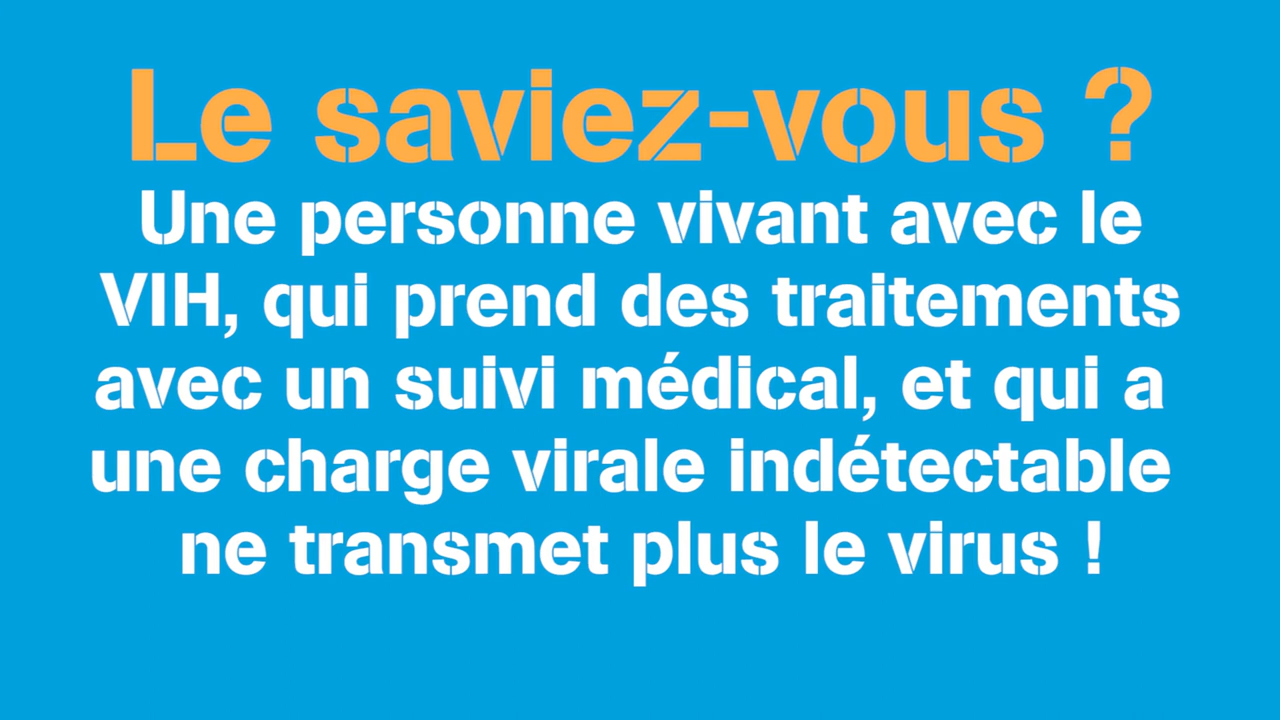 Le saviez-vous ?
Une personne vivant avec le
VIH, qui prend des traitements
avec un suivi médical, et qui a
une charge virale indétectable
ne transmet plus le virus !